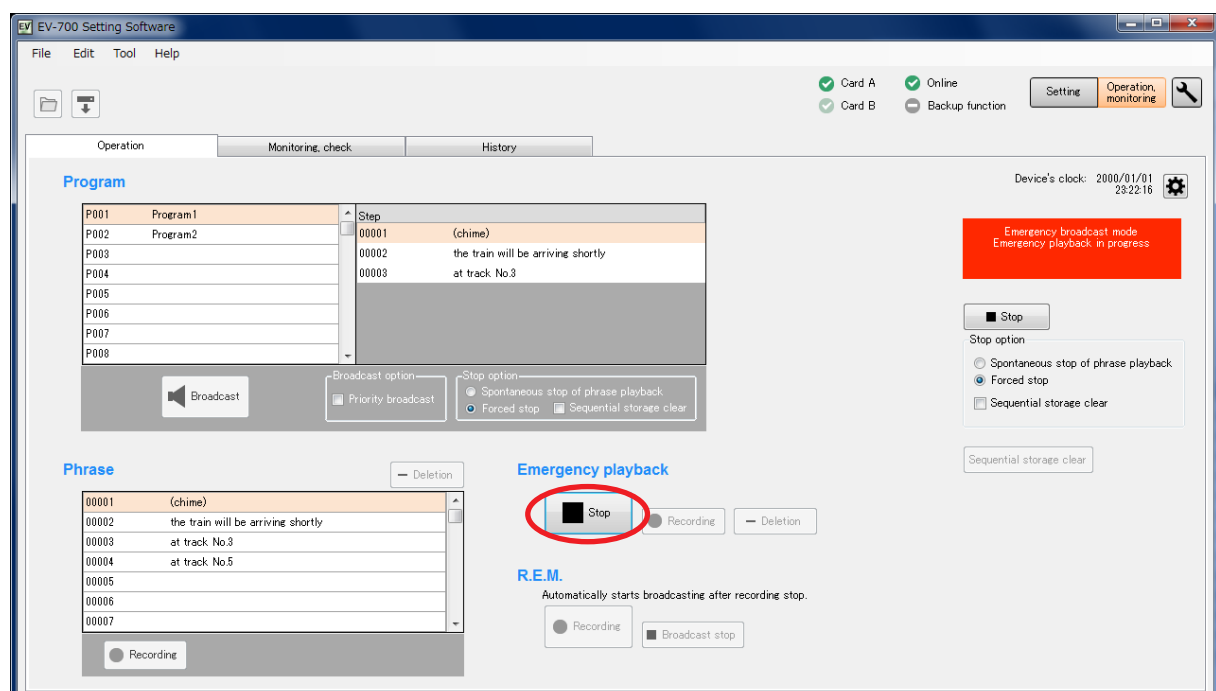 EV EV-700 Setting Software
File Edit Tool Help
Card A Online
Card B Backup function
Setting
Operation,
monitoring
Operation Monitoring, check History
Device's clock: 2000/01/01
23:22:16
Program
P001 Program1
P002 Program2
P003
P004
P005
P006
P007
P008
Step
00001 (chime)
00002 the train will be arriving shortly
00003 at track No.3
Broadcast
Broadcast option
Priority broadcast
Stop option
Spontaneous stop of phrase playback
Forced stop Sequential storage clear
Emergency broadcast mode
Emergency playback in progress
Stop
Stop option
Spontaneous stop of phrase playback
Forced stop
Sequential storage clear
Sequential storage clear
Phrase
Deletion
00001 (chime)
00002 the train will be arriving shortly
00003 at track No.3
00004 at track No.5
00005
00006
00007
Recording
Emergency playback
Stop Recording Deletion
R.E.M.
Automatically starts broadcasting after recording stop.
Recording Broadcast stop